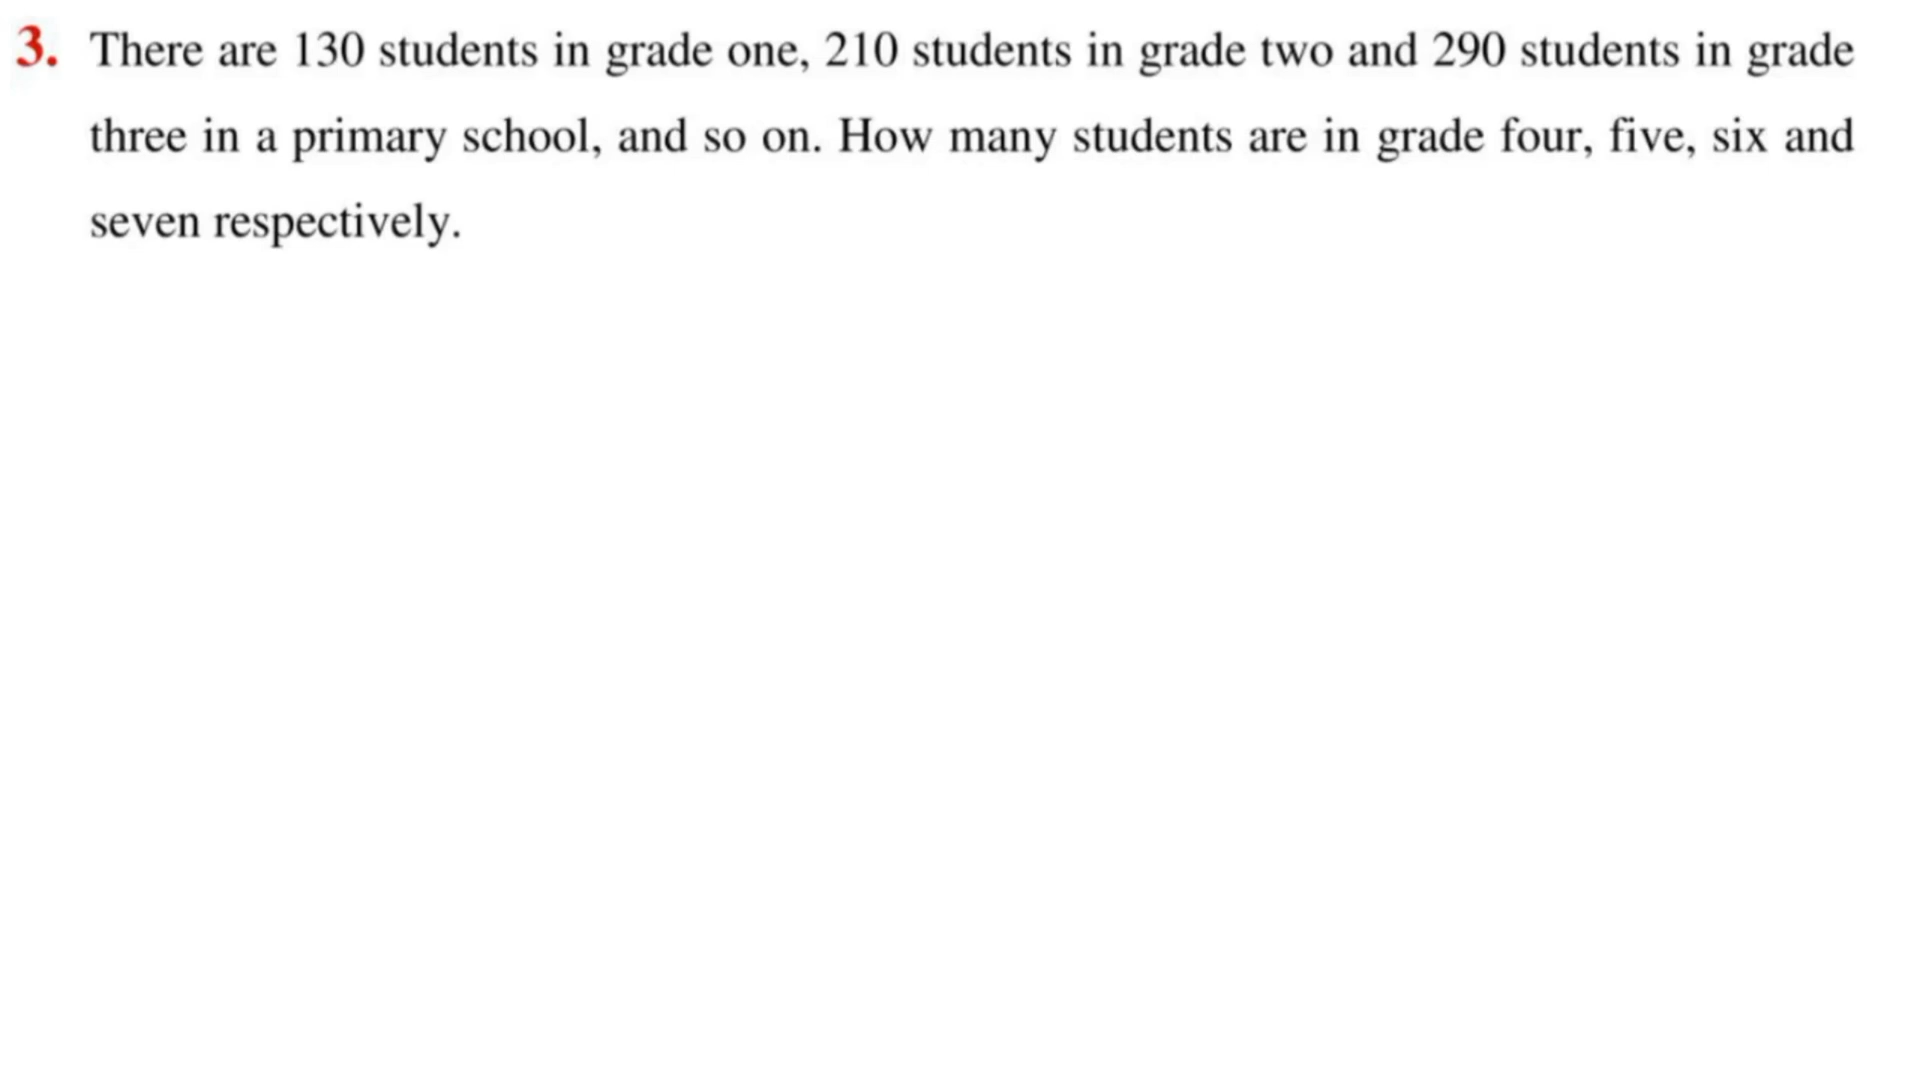 3. There are 130 students in grade one, 210 students in grade two and 290 students in grade
three in a primary school, and so on. How many students are in grade four, five, six and
seven respectively.